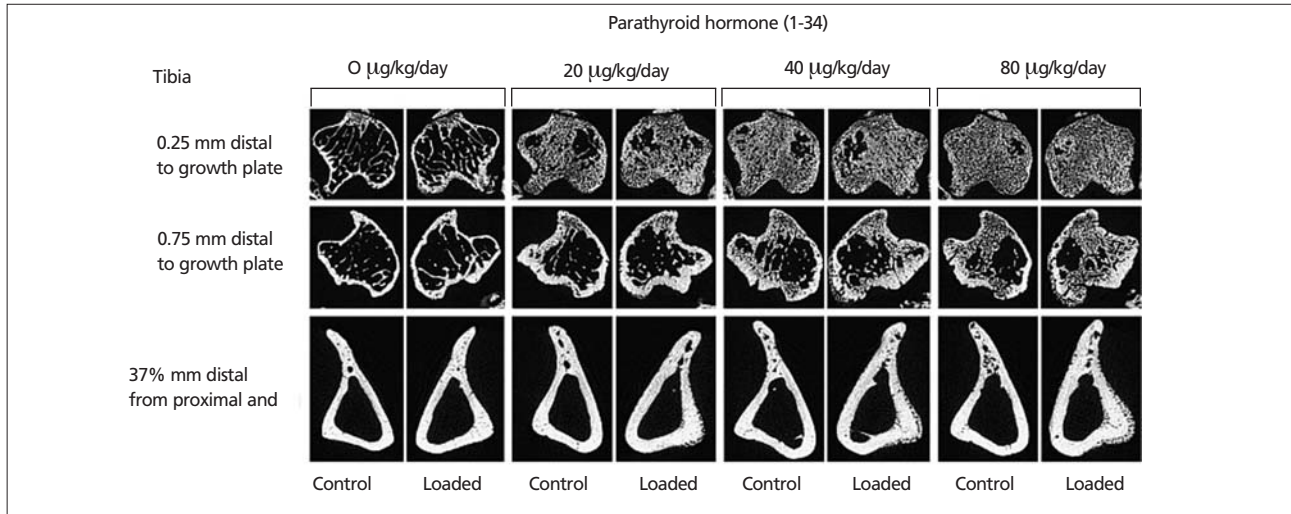 Parathyroid hormone (1-34)
Tibia
O μg/kg/day
20 μg/kg/day
40 μg/kg/day
80 μg/kg/day
0.25 mm distal
to growth plate
0.75 mm distal
to growth plate
37% mm distal
from proximal and
Control
Loaded
Control
Loaded
Control
Loaded
Control
Loaded